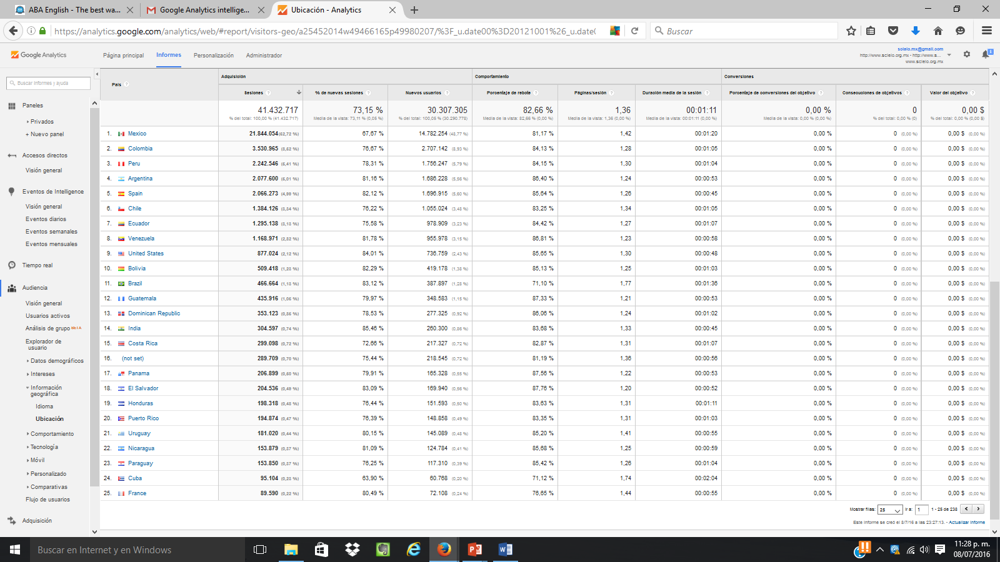 ABA English - The best wa...
Google Analytics intellige...
Ubicación - Analytics
https://analytics.google.com/analytics/web/#report/visitors-geo/a25452014w49466165p49980207/%3F_u.date00%3D20121001%26_u.date0
Buscar
Google Analytics
Página principal
Informes
Personalización
Administrador
scielo.mx@gmail.com
http://www.scielo.org.mx - http://www.s...
www.scielo.org.mx
1
Buscar informes y ayuda
Paneles
Privados
+ Nuevo panel
Accesos directos
Visión general
Eventos de Intelligence
Visión general
Eventos diarios
Eventos semanales
Eventos mensuales
Tiempo real
Audiencia
Visión general
Usuarios activos
Análisis de grupo BETA
Explorador de
usuario
Datos demográficos
Intereses
Información
geográfica
Idioma
Ubicación
Comportamiento
Tecnología
Móvil
Personalizado
Comparativas
Flujo de usuarios
Adquisición
País ? Adquisición Comportamiento Conversiones
Sesiones ? % de nuevas sesiones ? Nuevos usuarios ? Porcentaje de rebote ? Páginas/sesión ? Duración media de la sesión ? Porcentaje de conversiones del objetivo ? Consecuciones de objetivos ? Valor del objetivo ?
41.432.717 73,15 % 30.307.305 82,66 % 1,36 00:01:11 0,00 % 0 0,00 $
% del total: 100,00 % (41.432.717) Media de la vista: 73,11 % (0,05 %) % del total: 100,05 % (30.290.778) Media de la vista: 82,66 % (0,00 %) Media de la vista: 1,36 (0,00 %) Media de la vista: 00:01:11 (0,00 %) Media de la vista: 0,00 % (0,00 %) % del total: 0,00 % (0) % del total: 0,00 % (0,00 $)
1. Mexico 21.844.054 (52,72 %) 67,67 % 14.782.254 (48,77 %) 81,17 % 1,42 00:01:20 0,00 % 0 (0,00 %) 0,00 $ (0,00 %)
2. Colombia 3.530.965 (8,52 %) 76,67 % 2.707.142 (8,93 %) 84,13 % 1,28 00:01:05 0,00 % 0 (0,00 %) 0,00 $ (0,00 %)
3. Peru 2.242.546 (5,41 %) 78,31 % 1.756.247 (5,79 %) 84,15 % 1,30 00:01:04 0,00 % 0 (0,00 %) 0,00 $ (0,00 %)
4. Argentina 2.077.600 (5,01 %) 81,16 % 1.686.228 (5,56 %) 86,40 % 1,24 00:00:53 0,00 % 0 (0,00 %) 0,00 $ (0,00 %)
5. Spain 2.066.273 (4,99 %) 82,12 % 1.696.915 (5,60 %) 85,64 % 1,26 00:00:45 0,00 % 0 (0,00 %) 0,00 $ (0,00 %)
6. Chile 1.384.126 (3,34 %) 76,22 % 1.055.024 (3,48 %) 83,25 % 1,34 00:01:05 0,00 % 0 (0,00 %) 0,00 $ (0,00 %)
7. Ecuador 1.295.138 (3,13 %) 75,58 % 978.909 (3,23 %) 84,42 % 1,27 00:01:07 0,00 % 0 (0,00 %) 0,00 $ (0,00 %)
8. Venezuela 1.168.971 (2,82 %) 81,78 % 955.978 (3,15 %) 86,81 % 1,23 00:00:58 0,00 % 0 (0,00 %) 0,00 $ (0,00 %)
9. United States 877.024 (2,12 %) 84,01 % 736.759 (2,43 %) 85,65 % 1,30 00:00:48 0,00 % 0 (0,00 %) 0,00 $ (0,00 %)
10. Bolivia 509.418 (1,23 %) 82,29 % 419.178 (1,38 %) 85,13 % 1,25 00:01:03 0,00 % 0 (0,00 %) 0,00 $ (0,00 %)
11. Brazil 466.664 (1,13 %) 83,12 % 387.897 (1,28 %) 71,10 % 1,77 00:01:36 0,00 % 0 (0,00 %) 0,00 $ (0,00 %)
12. Guatemala 435.916 (1,05 %) 79,97 % 348.583 (1,15 %) 87,33 % 1,21 00:00:53 0,00 % 0 (0,00 %) 0,00 $ (0,00 %)
13. Dominican Republic 353.123 (0,85 %) 78,53 % 277.325 (0,92 %) 86,06 % 1,24 00:01:02 0,00 % 0 (0,00 %) 0,00 $ (0,00 %)
14. India 304.597 (0,74 %) 85,46 % 260.300 (0,86 %) 83,68 % 1,33 00:00:45 0,00 % 0 (0,00 %) 0,00 $ (0,00 %)
15. Costa Rica 299.098 (0,72 %) 72,66 % 217.327 (0,72 %) 82,87 % 1,31 00:01:07 0,00 % 0 (0,00 %) 0,00 $ (0,00 %)
16. (not set) 289.709 (0,70 %) 75,44 % 218.545 (0,72 %) 81,19 % 1,36 00:00:56 0,00 % 0 (0,00 %) 0,00 $ (0,00 %)
17. Panama 206.899 (0,50 %) 79,91 % 165.328 (0,55 %) 87,56 % 1,22 00:00:53 0,00 % 0 (0,00 %) 0,00 $ (0,00 %)
18. El Salvador 204.536 (0,49 %) 83,09 % 169.940 (0,56 %) 87,76 % 1,20 00:00:52 0,00 % 0 (0,00 %) 0,00 $ (0,00 %)
19. Honduras 198.318 (0,48 %) 76,44 % 151.593 (0,50 %) 83,63 % 1,31 00:01:11 0,00 % 0 (0,00 %) 0,00 $ (0,00 %)
20. Puerto Rico 194.874 (0,47 %) 76,39 % 148.858 (0,49 %) 83,35 % 1,31 00:01:03 0,00 % 0 (0,00 %) 0,00 $ (0,00 %)
21. Uruguay 181.020 (0,44 %) 80,15 % 145.089 (0,48 %) 85,20 % 1,41 00:00:55 0,00 % 0 (0,00 %) 0,00 $ (0,00 %)
22. Nicaragua 153.879 (0,37 %) 81,09 % 124.784 (0,41 %) 85,68 % 1,25 00:00:59 0,00 % 0 (0,00 %) 0,00 $ (0,00 %)
23. Paraguay 153.850 (0,37 %) 76,25 % 117.310 (0,39 %) 85,42 % 1,26 00:01:04 0,00 % 0 (0,00 %) 0,00 $ (0,00 %)
24. Cuba 95.104 (0,23 %) 63,90 % 60.768 (0,20 %) 71,12 % 1,74 00:02:04 0,00 % 0 (0,00 %) 0,00 $ (0,00 %)
25. France 89.590 (0,22 %) 80,49 % 72.108 (0,24 %) 76,65 % 1,44 00:00:55 0,00 % 0 (0,00 %) 0,00 $ (0,00 %)
Mostrar filas: 25 Ir a: 1 1 - 25 de 238
Este informe se creó el 8/7/16 a las 23:27:13. - Actualizar informe
Buscar en Internet y en Windows
11:28 p. m.
08/07/2016